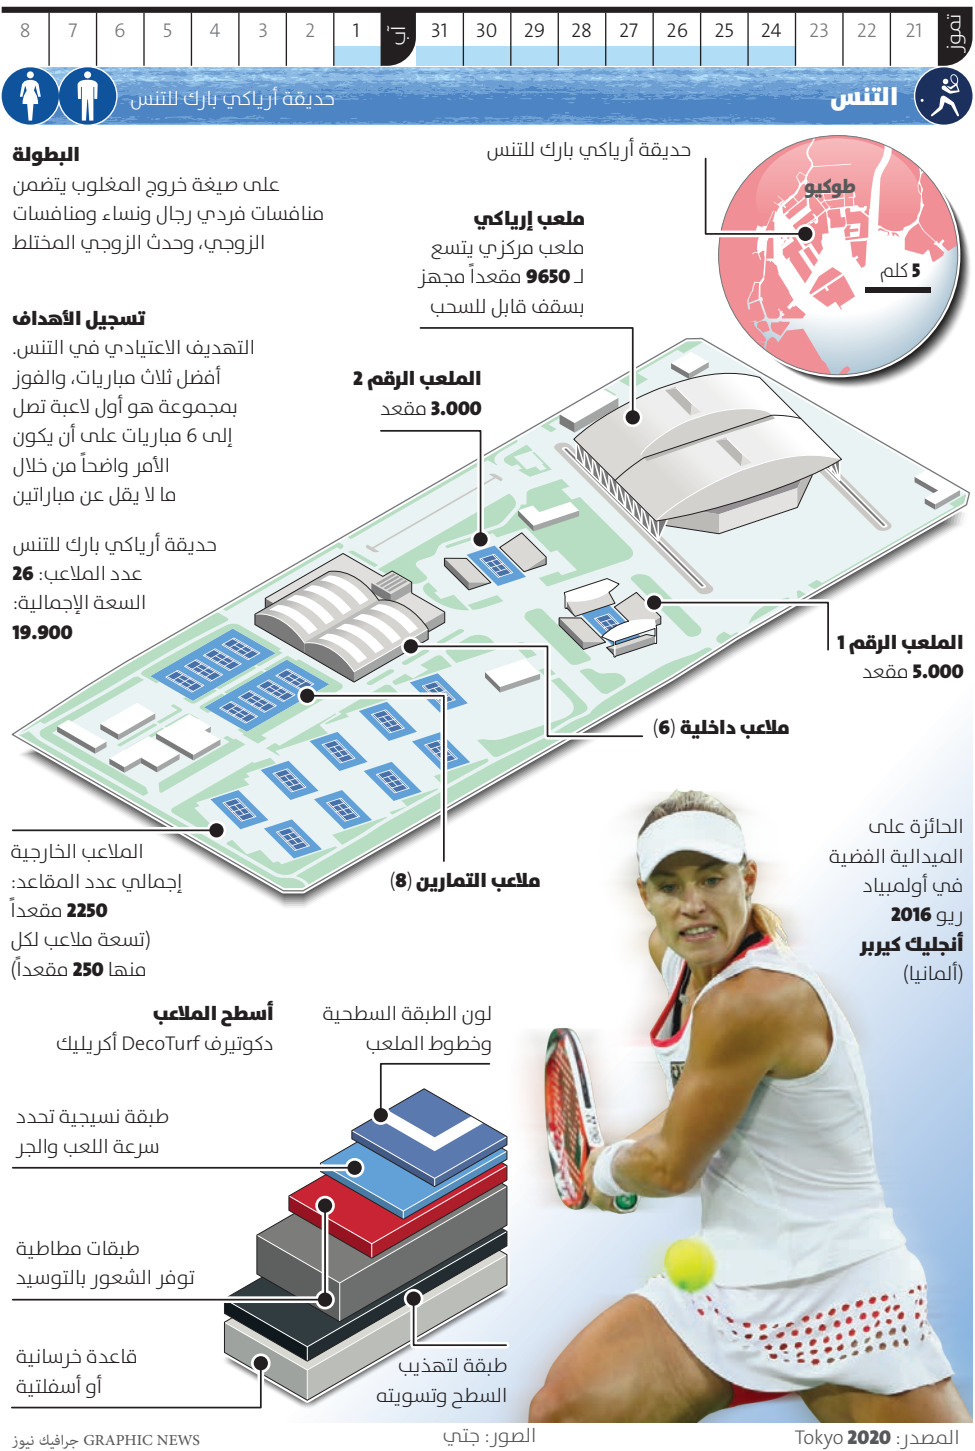 تموز 21 22 23 24 25 26 27 28 29 30 31 آب 1 2 3 4 5 6 7 8
التنس
حديقة أرياكي بارك للتنس
طوكيو
5 كلم
حديقة أرياكي بارك للتنس
ملعب إرياكي
ملعب مركزي يتسع
لـ 9650 مقعداً مجهز
بسقف قابل للسحب
البطولة
على صيغة خروج المغلوب يتضمن
منافسات فردي رجال ونساء ومنافسات
الزوجي، وحدث الزوجي المختلط
تسجيل الأهداف
التهديف الاعتيادي في التنس.
أفضل ثلاث مباريات، والفوز
بمجموعة هو أول لاعبة تصل
إلى 6 مباريات على أن يكون
الأمر واضحاً من خلال
ما لا يقل عن مباراتين
حديقة أرياكي بارك للتنس
عدد الملاعب: 26
السعة الإجمالية:
19.900
الملعب الرقم 2
3.000 مقعد
الملعب الرقم 1
5.000 مقعد
ملاعب داخلية (6)
ملاعب التمارين (8)
الملاعب الخارجية
إجمالي عدد المقاعد:
2250 مقعداً
(تسعة ملاعب لكل
منها 250 مقعداً)
الحائزة على
الميدالية الفضية
في أولمبياد
ريو 2016
أنجليك كيربر
(ألمانيا)
أسطح الملاعب
دكوتيرف DecoTurf أكريليك
لون الطبقة السطحية
وخطوط الملعب
طبقة نسيجية تحدد
سرعة اللعب والجر
طبقات مطاطية
توفر الشعور بالتوسيد
قاعدة خرسانية
أو أسفلتية
طبقة لتهذيب
السطح وتسويته
المصدر: Tokyo 2020
الصور: جتي
GRAPHIC NEWS جرافيك نيوز